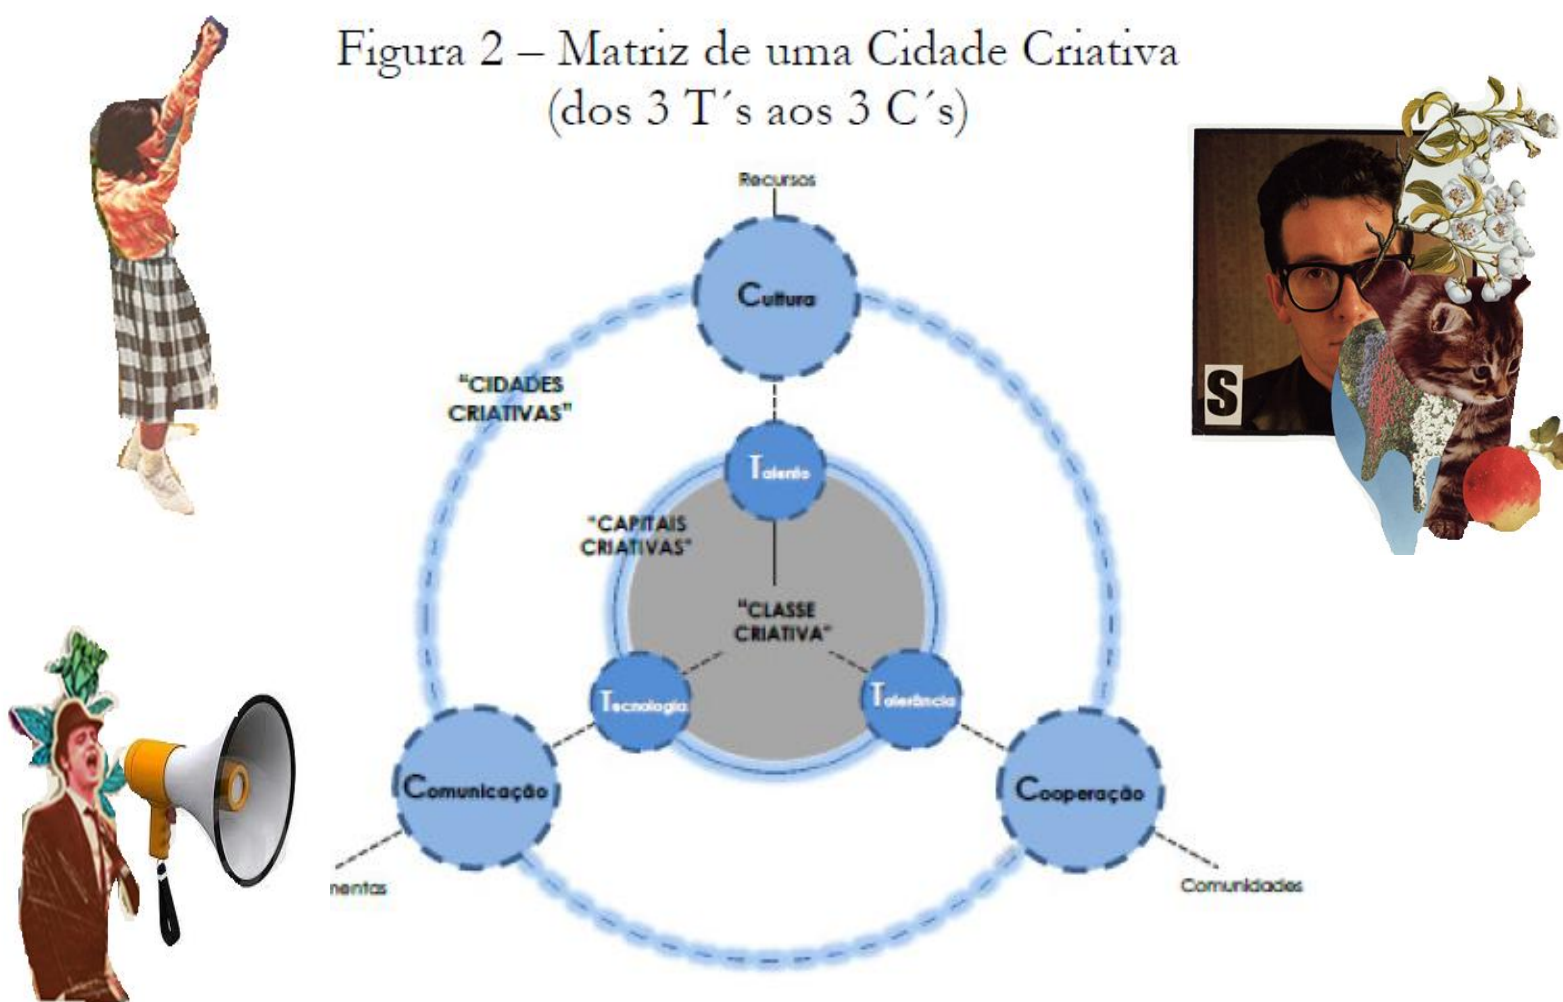 Figura 2 – Matriz de uma Cidade Criativa
(dos 3 T´s aos 3 C´s)
Recursos
Cultura
"CIDADES
CRIATIVAS"
Talento
"CAPITAIS
CRIATIVAS"
"CLASSE
CRIATIVA"
Tecnologia
Tolerância
Comunicação
Cooperação
mentas
Comunidades
S